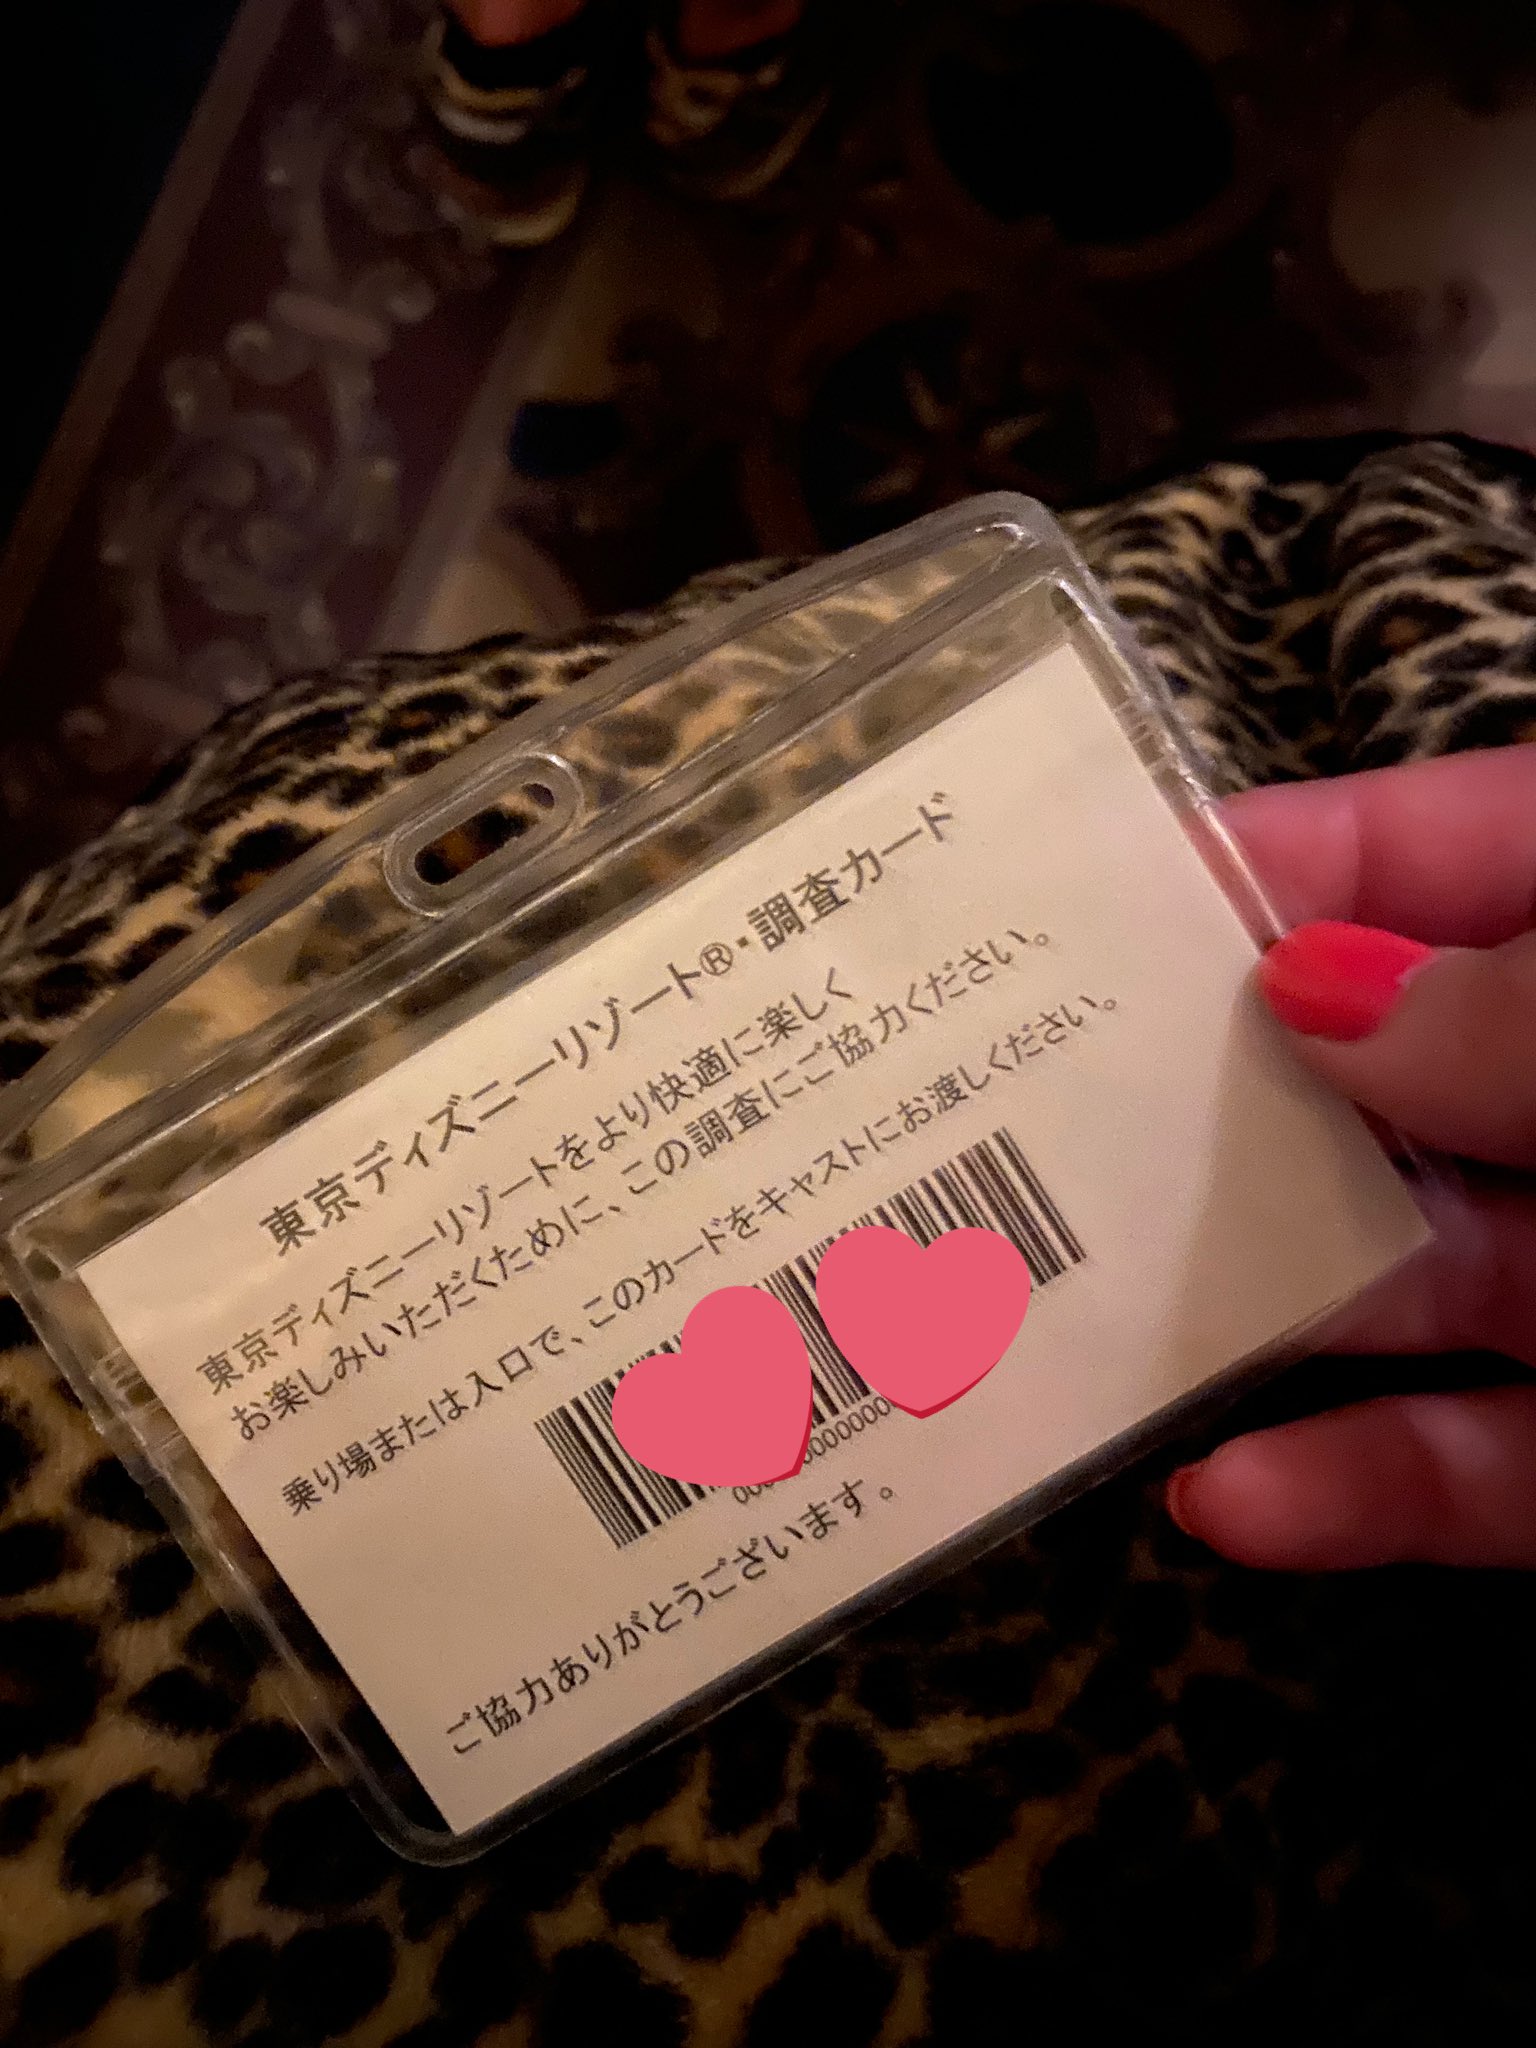 東京ディズニーリゾート®・調査カード
東京ディズニーリゾートをより快適に楽しく
お楽しみいただくために、この調査にご協力ください。
乗り場または入口で、このカードをキャストにお渡しください。
ご協力ありがとうございます。